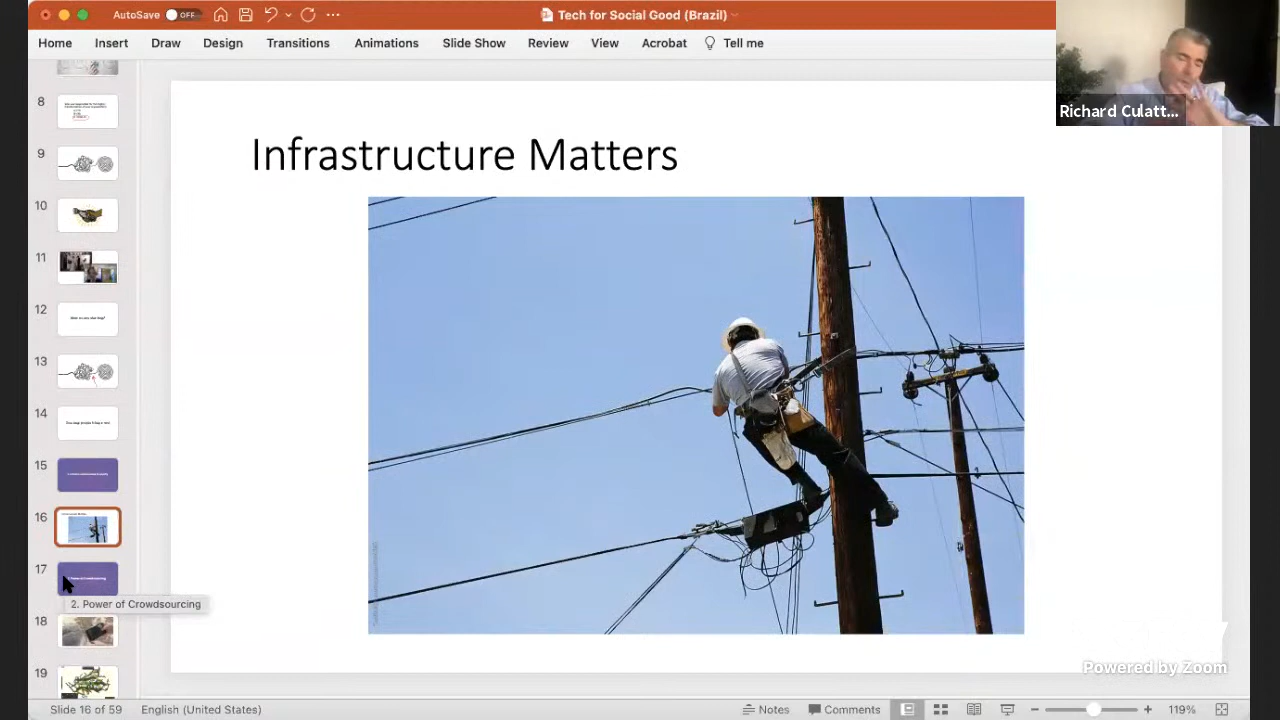 AutoSave OFF
Tech for Social Good (Brazil)
Home Insert Draw Design Transitions Animations Slide Show Review View Acrobat Tell me
Richard Culatt...
Infrastructure Matters
8
9
10
11
12
13
14
15
16
17
2. Power of Crowdsourcing
18
19
Powered by Zoom
Slide 16 of 59 English (United States) Notes Comments 119%